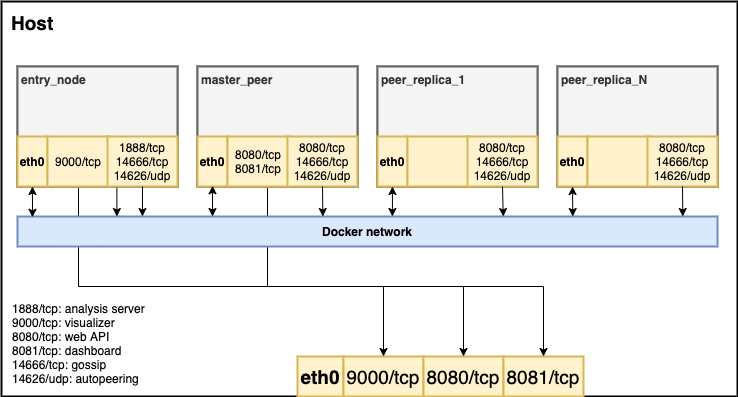 Host
entry_node
master_peer
peer_replica_1
peer_replica_N
eth0
9000/tcp
1888/tcp
14666/tcp
14626/udp
eth0
8080/tcp
8081/tcp
8080/tcp
14666/tcp
14626/udp
eth0
8080/tcp
14666/tcp
14626/udp
eth0
8080/tcp
14666/tcp
14626/udp
Docker network
1888/tcp: analysis server
9000/tcp: visualizer
8080/tcp: web API
8081/tcp: dashboard
14666/tcp: gossip
14626/udp: autopeering
eth0 9000/tcp 8080/tcp 8081/tcp